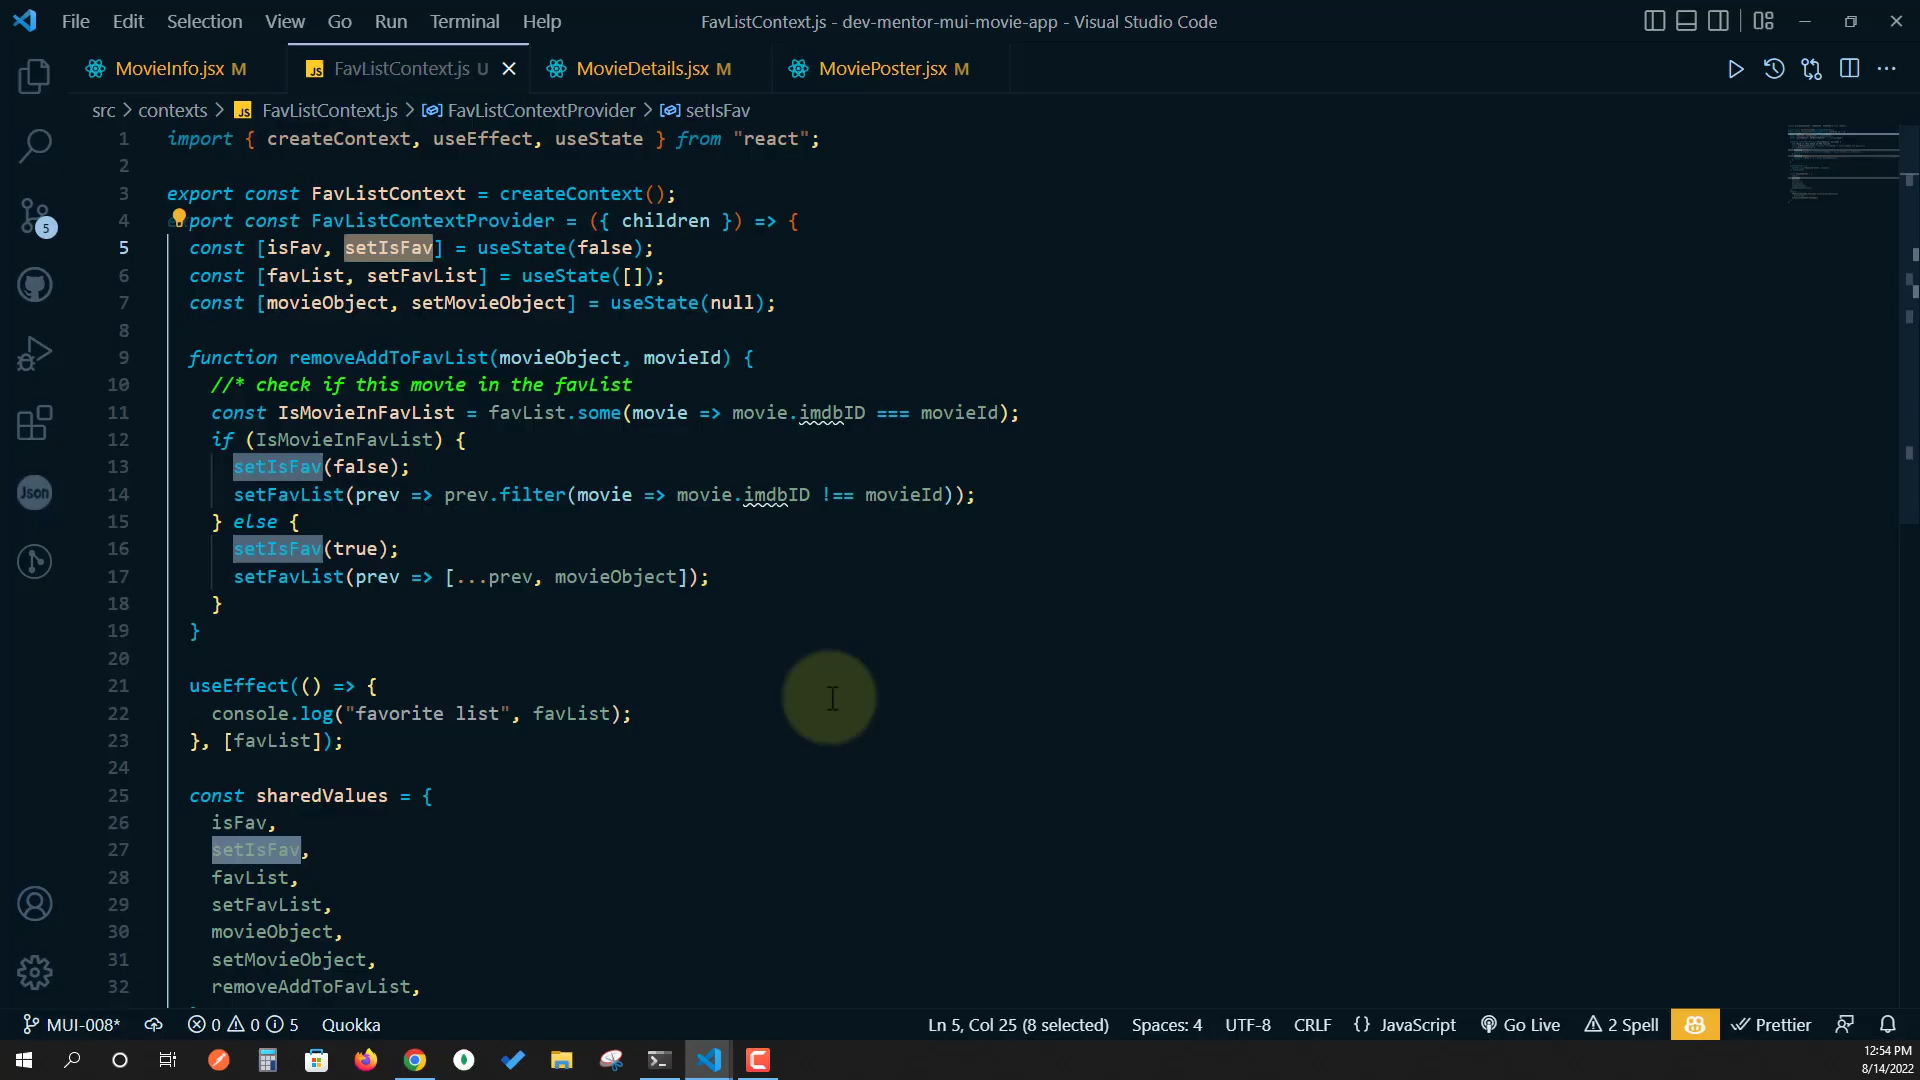 File Edit Selection View Go Run Terminal Help FavListContext.js - dev-mentor-mui-movie-app - Visual Studio Code
MovieInfo.jsx M JS FavListContext.js U MovieDetails.jsx M MoviePoster.jsx M
src > contexts > JS FavListContext.js > FavListContextProvider > setIsFav
1 import { createContext, useEffect, useState } from "react";
2
3 export const FavListContext = createContext();
4 port const FavListContextProvider = ({ children }) => {
5 const [isFav, setIsFav] = useState(false);
6 const [favList, setFavList] = useState([]);
7 const [movieObject, setMovieObject] = useState(null);
8
9 function removeAddToFavList(movieObject, movieId) {
10 //* check if this movie in the favList
11 const IsMovieInFavList = favList.some(movie => movie.imdbID === movieId);
12 if (IsMovieInFavList) {
13 setIsFav(false);
14 setFavList(prev => prev.filter(movie => movie.imdbID !== movieId));
15 } else {
16 setIsFav(true);
17 setFavList(prev => [...prev, movieObject]);
18 }
19 }
20
21 useEffect(() => {
22 console.log("favorite list", favList);
23 }, [favList]);
24
25 const sharedValues = {
26 isFav,
27 setIsFav,
28 favList,
29 setFavList,
30 movieObject,
31 setMovieObject,
32 removeAddToFavList,
5
Json
MUI-008* 0 0 5 Quokka Ln 5, Col 25 (8 selected) Spaces: 4 UTF-8 CRLF {} JavaScript Go Live 2 Spell Prettier
12:54 PM
8/14/2022